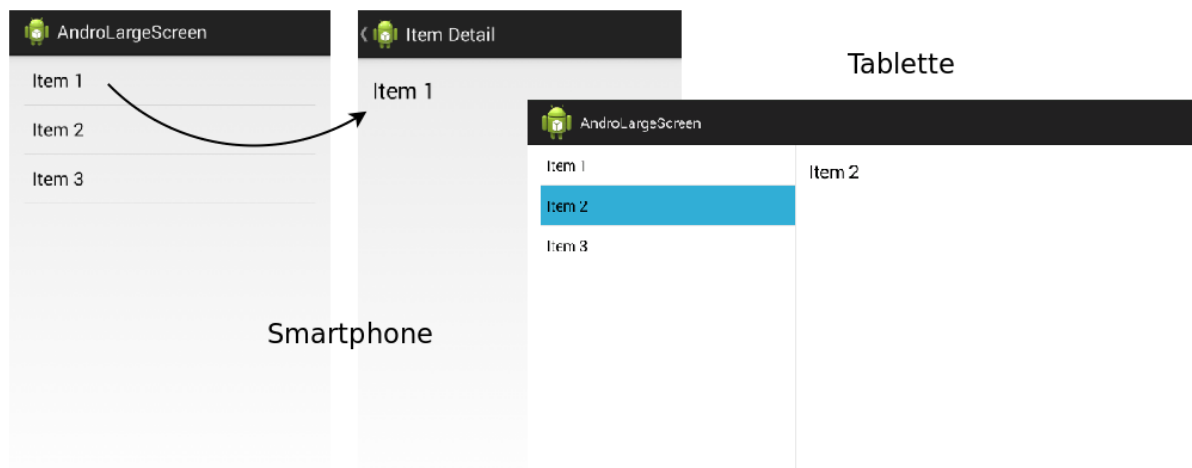 AndroLargeScreen
Item 1
Item 2
Item 3
Item Detail
Item 1
Smartphone
Tablette
AndroLargeScreen
Item 1
Item 2
Item 3
Item 2